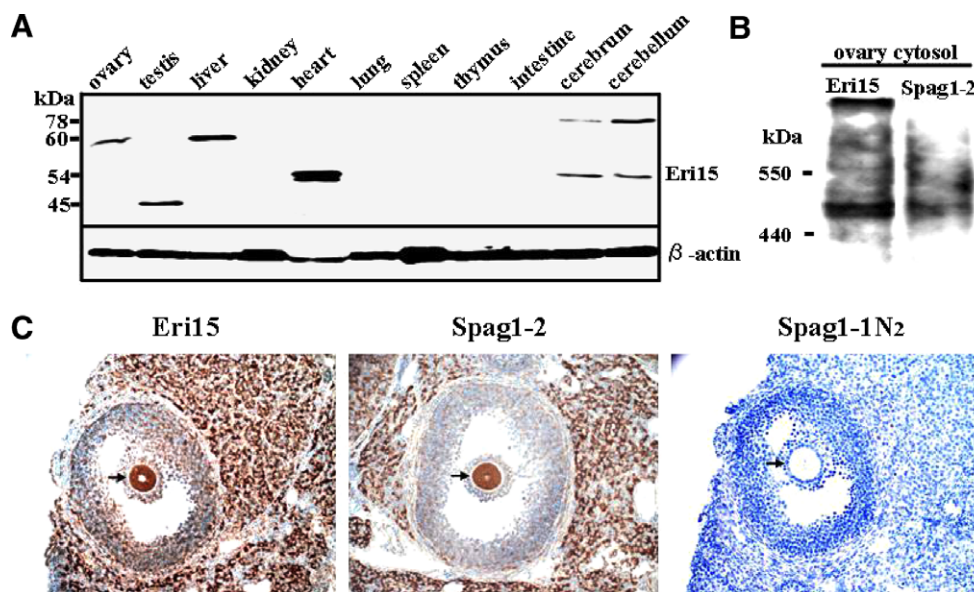 A
ovary testis liver kidney heart lung spleen thymus intestine cerebrum cerebellum
kDa
78
60
54
45
Eri15
β-actin
B
ovary cytosol
Eri15 Spag1-2
kDa
550
440
C
Eri15 Spag1-2 Spag1-1N2